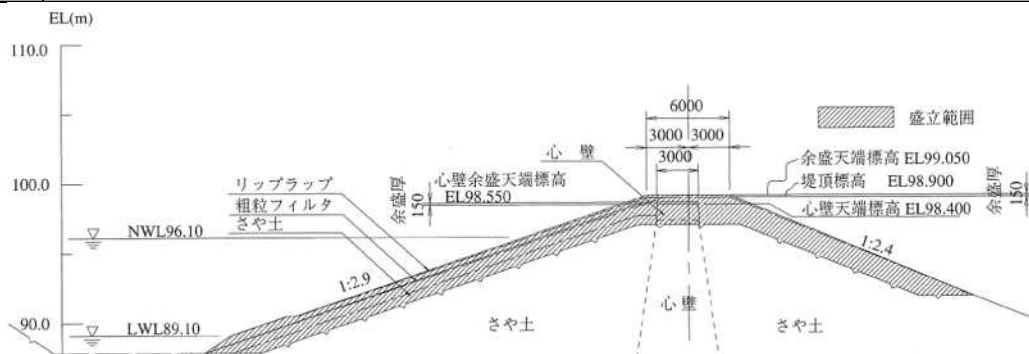 EL(m)
110.0
100.0
90.0
6000
3000 3000
3000
盛立範囲
心 壁
余盛天端標高 EL99.050
堤頂標高 EL98.900
心壁天端標高 EL98.400
余盛厚
150
リップラップ
粗粒フィルタ
さや土
心壁余盛天端標高
EL98.550
余盛厚
150
NWL96.10
LWL89.10
1:2.9
1:2.4
さや土
心 壁
さや土